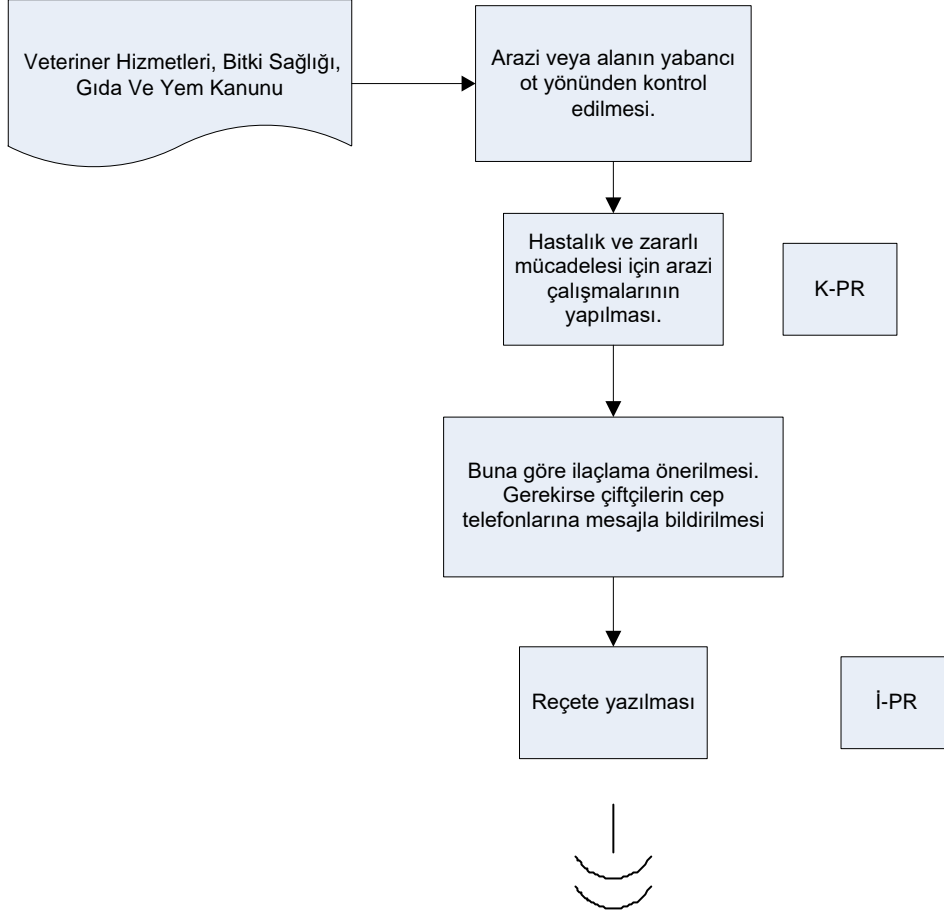 Veteriner Hizmetleri, Bitki Sağlığı,
Gıda Ve Yem Kanunu
Arazi veya alanın yabancı
ot yönünden kontrol
edilmesi.
Hastalık ve zararlı
mücadelesi için arazi
çalışmalarının
yapılması.
K-PR
Buna göre ilaçlama önerilmesi.
Gerekirse çiftçilerin cep
telefonlarına mesajla bildirilmesi
Reçete yazılması
İ-PR